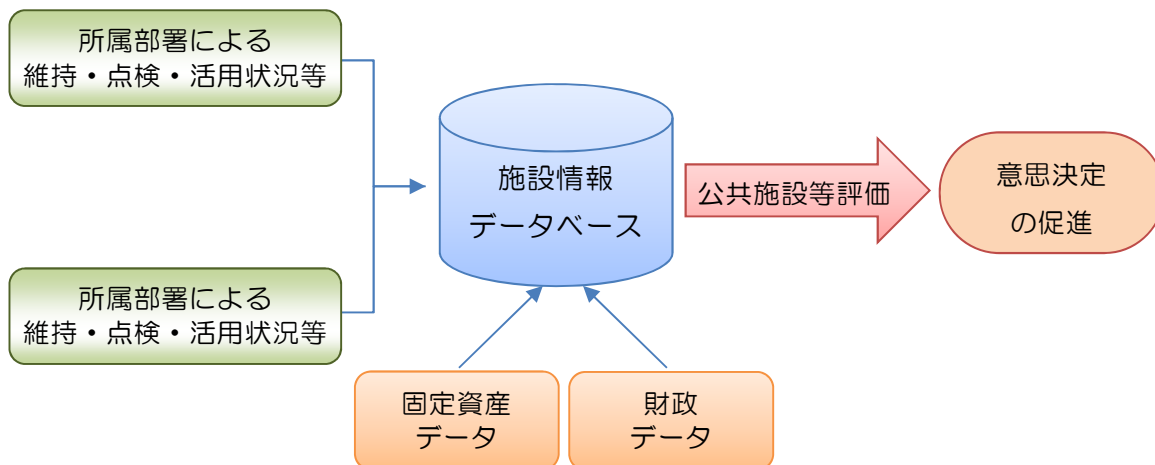 所属部署による
維持・点検・活用状況等
施設情報
データベース
公共施設等評価
意思決定
の促進
所属部署による
維持・点検・活用状況等
固定資産
データ
財政
データ